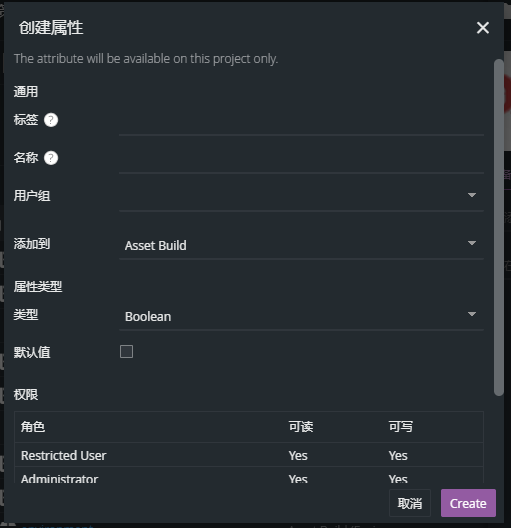 创建属性
The attribute will be available on this project only.
通用
标签 ?
名称 ?
用户组
添加到 Asset Build
属性类型
类型 Boolean
默认值
权限
角色 可读 可写
Restricted User Yes Yes
Administrator Yes Yes
取消 Create